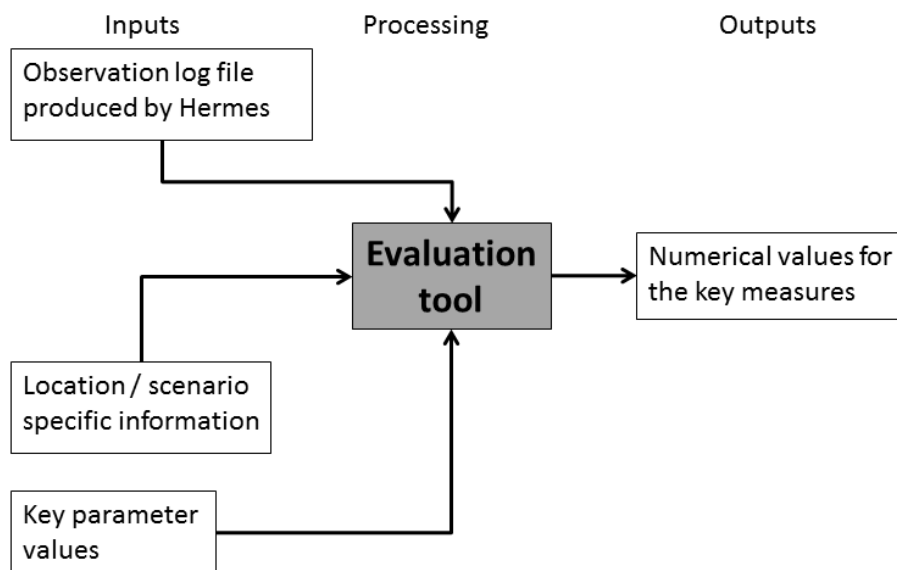 Inputs
Processing
Outputs
Observation log file
produced by Hermes
Evaluation
tool
Numerical values for
the key measures
Location / scenario
specific information
Key parameter
values